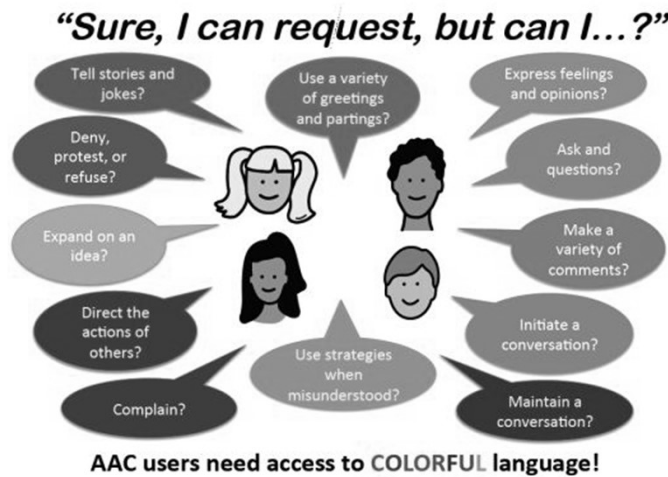 “Sure, I can request, but can I...?”
Tell stories and
jokes?
Use a variety
of greetings
and partings?
Express feelings
and opinions?
Deny,
protest, or
refuse?
Ask and
questions?
Expand on an
idea?
Make a
variety of
comments?
Direct the
actions of
others?
Initiate a
conversation?
Use strategies
when
misunderstood?
Complain?
Maintain a
conversation?
AAC users need access to COLORFUL language!